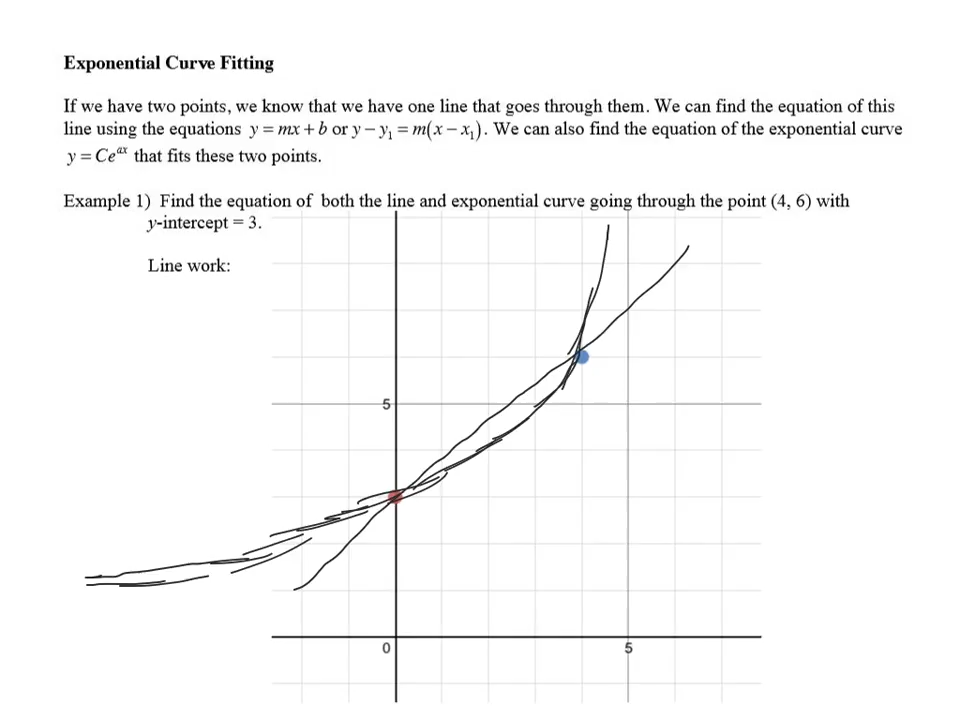 Exponential Curve Fitting
If we have two points, we know that we have one line that goes through them. We can find the equation of this
line using the equations y = mx + b or y − y₁ = m(x − x₁). We can also find the equation of the exponential curve
y = Ceᵃˣ that fits these two points.
Example 1) Find the equation of both the line and exponential curve going through the point (4, 6) with
y-intercept = 3.
Line work:
5
0
5